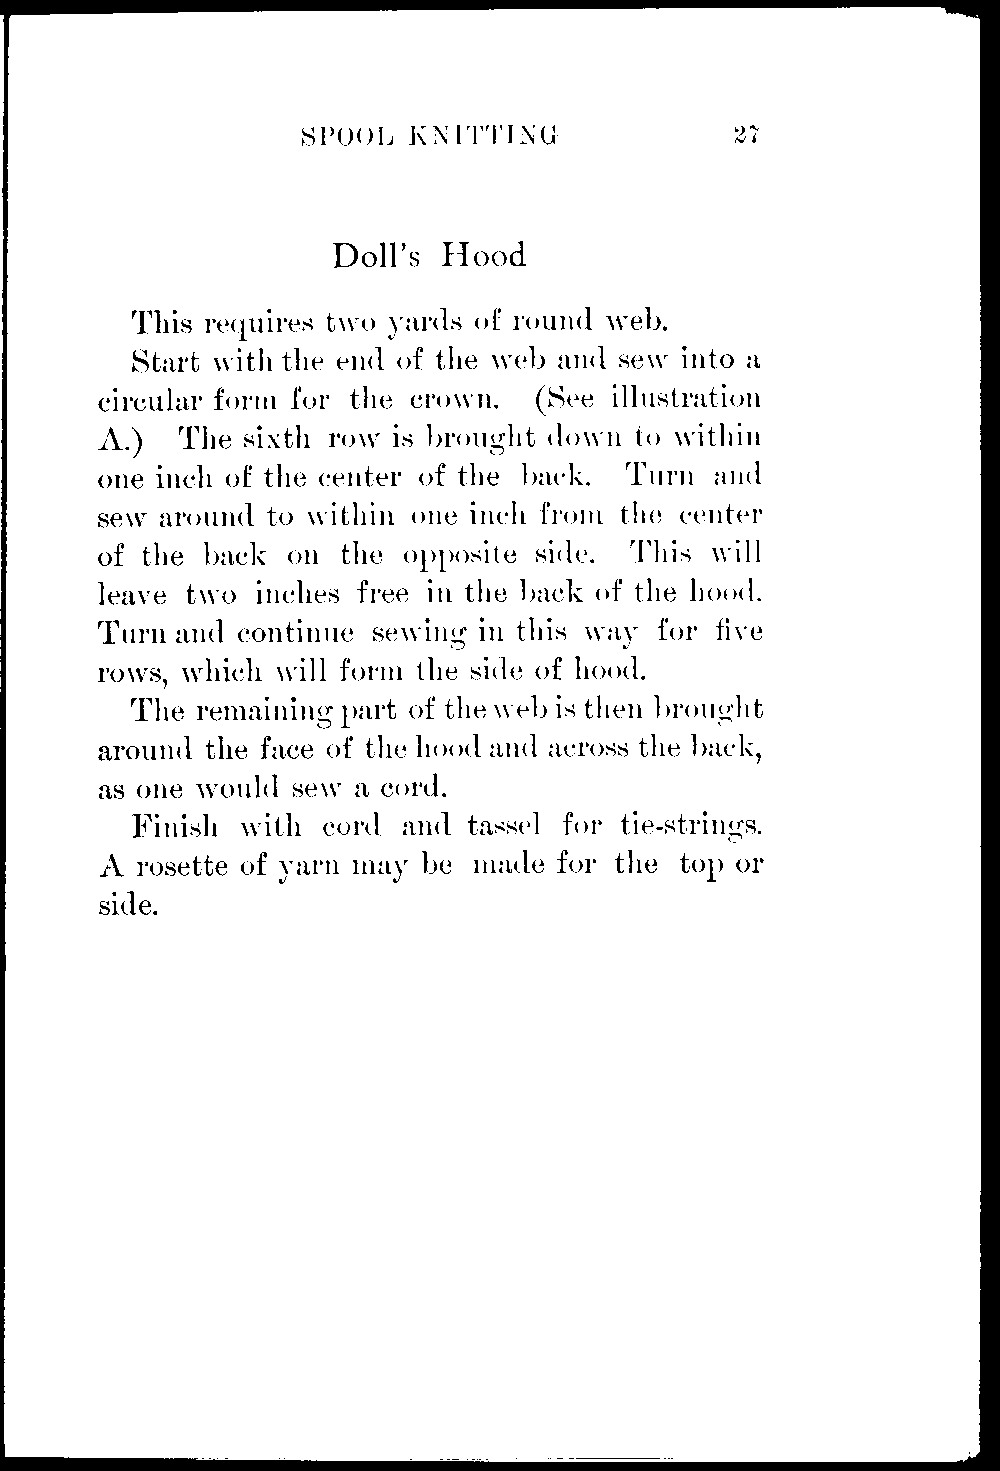 SPOOL KNITTING 27
Doll's Hood
This requires two yards of round web.
Start with the end of the web and sew into a
circular form for the crown. (See illustration
A.) The sixth row is brought down to within
one inch of the center of the back. Turn and
sew around to within one inch from the center
of the back on the opposite side. This will
leave two inches free in the back of the hood.
Turn and continue sewing in this way for five
rows, which will form the side of hood.
The remaining part of the web is then brought
around the face of the hood and across the back,
as one would sew a cord.
Finish with cord and tassel for tie-strings.
A rosette of yarn may be made for the top or
side.